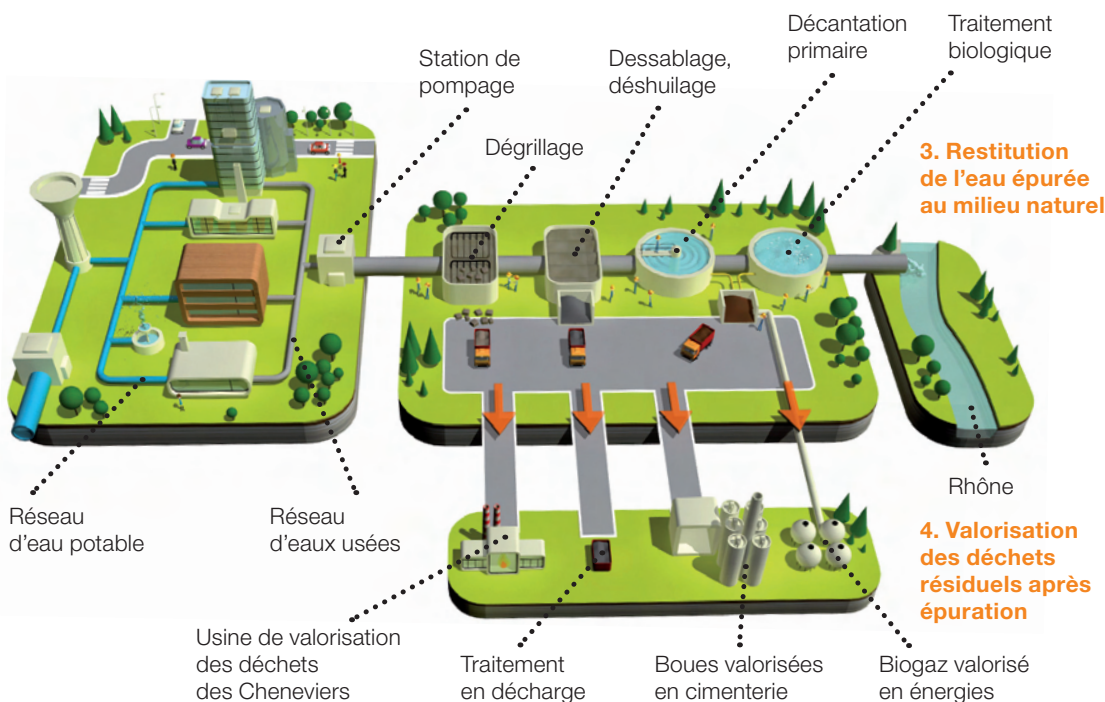 Décantation
primaire
Traitement
biologique
Station de
pompage
Dessablage,
déshuilage
Dégrillage
3. Restitution
de l'eau épurée
au milieu naturel
Réseau
d'eau potable
Réseau
d'eaux usées
Rhône
4. Valorisation
des déchets
résiduels après
épuration
Usine de valorisation
des déchets
des Cheneviers
Traitement
en décharge
Boues valorisées
en cimenterie
Biogaz valorisé
en énergies